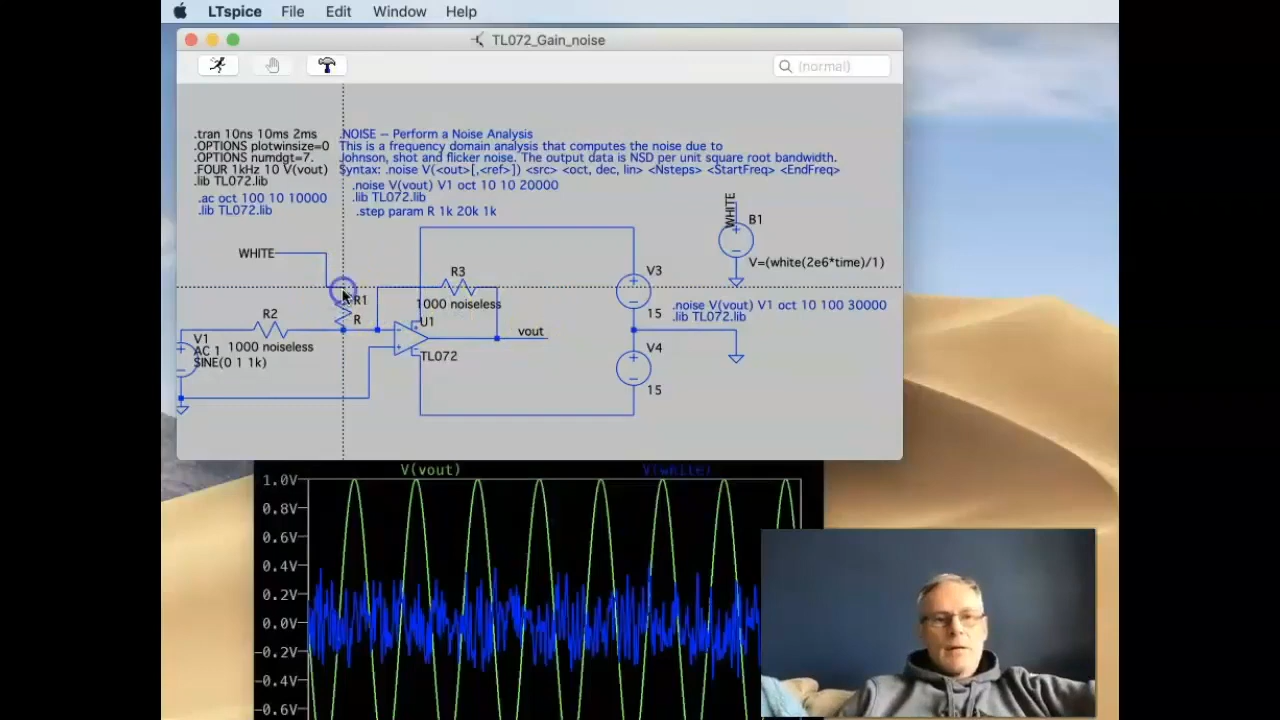 LTspice File Edit Window Help
TL072_Gain_noise
(normal)
.tran 10ns 10ms 2ms
.OPTIONS plotwinsize=0
.OPTIONS numdgt=7.
.FOUR 1kHz 10 V(vout)
.lib TL072.lib
.ac oct 100 10 10000
.lib TL072.lib
.NOISE -- Perform a Noise Analysis
This is a frequency domain analysis that computes the noise due to
Johnson, shot and flicker noise. The output data is NSD per unit square root bandwidth.
Syntax: .noise V(<out>[,<ref>]) <src> <oct, dec, lin> <Nsteps> <StartFreq> <EndFreq>
.noise V(vout) V1 oct 10 10 20000
.lib TL072.lib
.step param R 1k 20k 1k
WHITE
B1
V=(white(2e6*time)/1)
WHITE
R1
R
R3
1000 noiseless
V3
15
.noise V(vout) V1 oct 10 100 30000
.lib TL072.lib
R2
1000 noiseless
U1
TL072
vout
V1
AC 1
SINE(0 1 1k)
V4
15
V(vout) V(white)
1.0V
0.8V
0.6V
0.4V
0.2V
0.0V
-0.2V
-0.4V
-0.6V